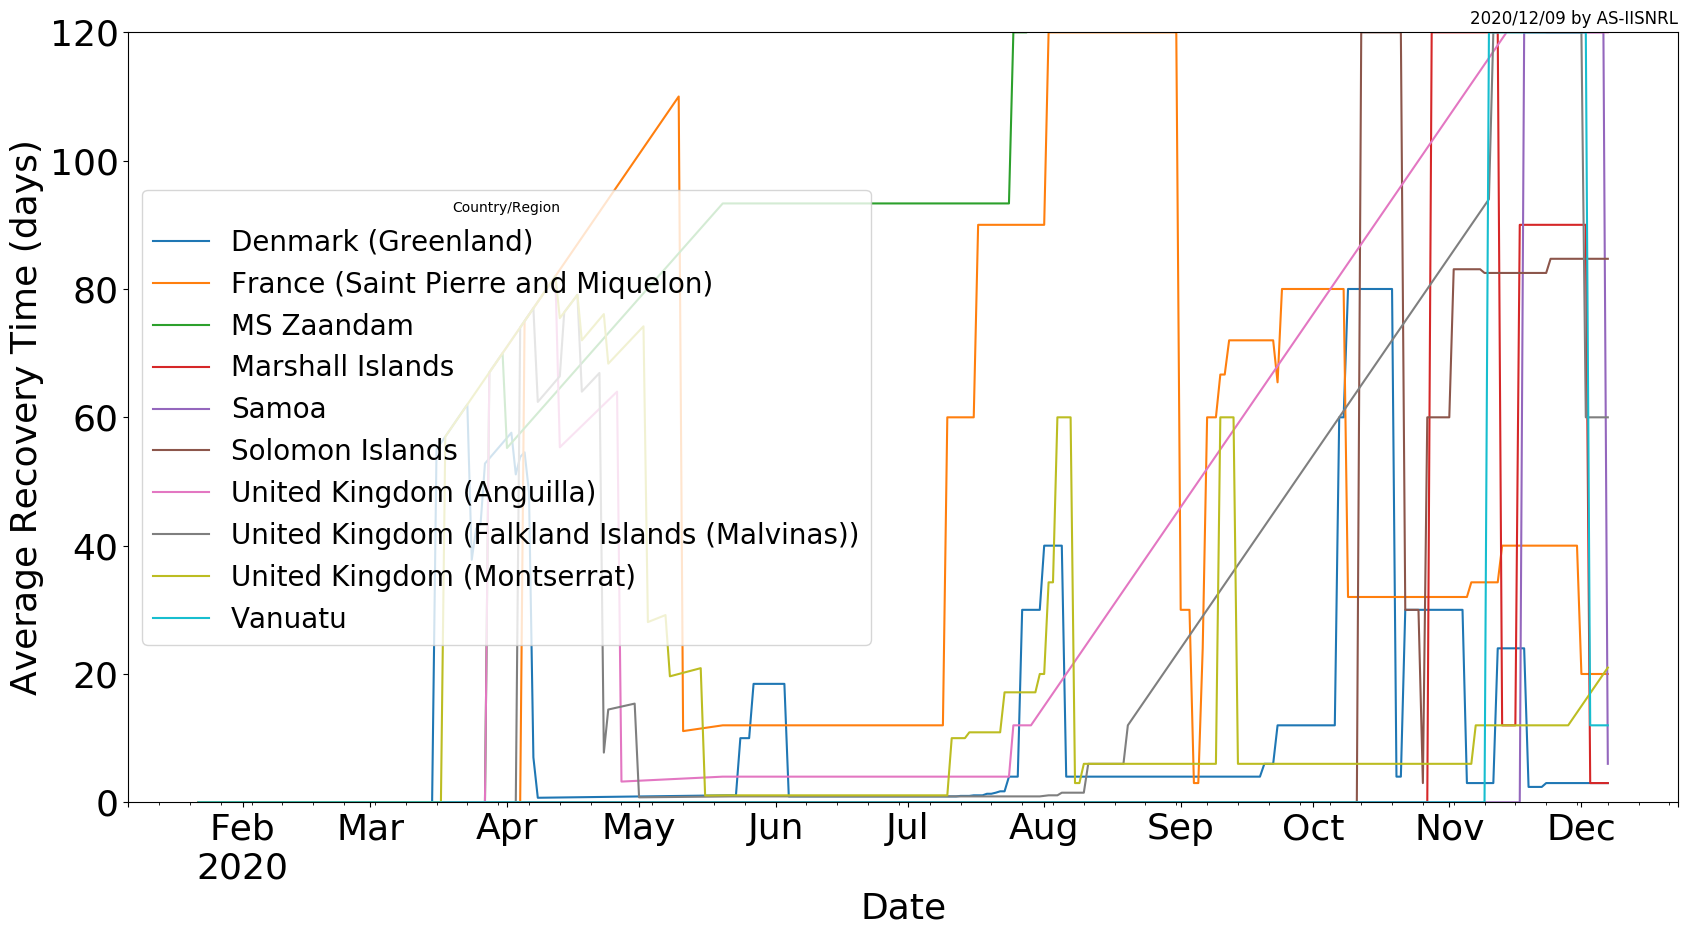 2020/12/09 by AS-IISNRL
120
100
80
60
40
20
0
Average Recovery Time (days)
Country/Region
Denmark (Greenland)
France (Saint Pierre and Miquelon)
MS Zaandam
Marshall Islands
Samoa
Solomon Islands
United Kingdom (Anguilla)
United Kingdom (Falkland Islands (Malvinas))
United Kingdom (Montserrat)
Vanuatu
Feb Mar Apr May Jun Jul Aug Sep Oct Nov Dec
2020
Date